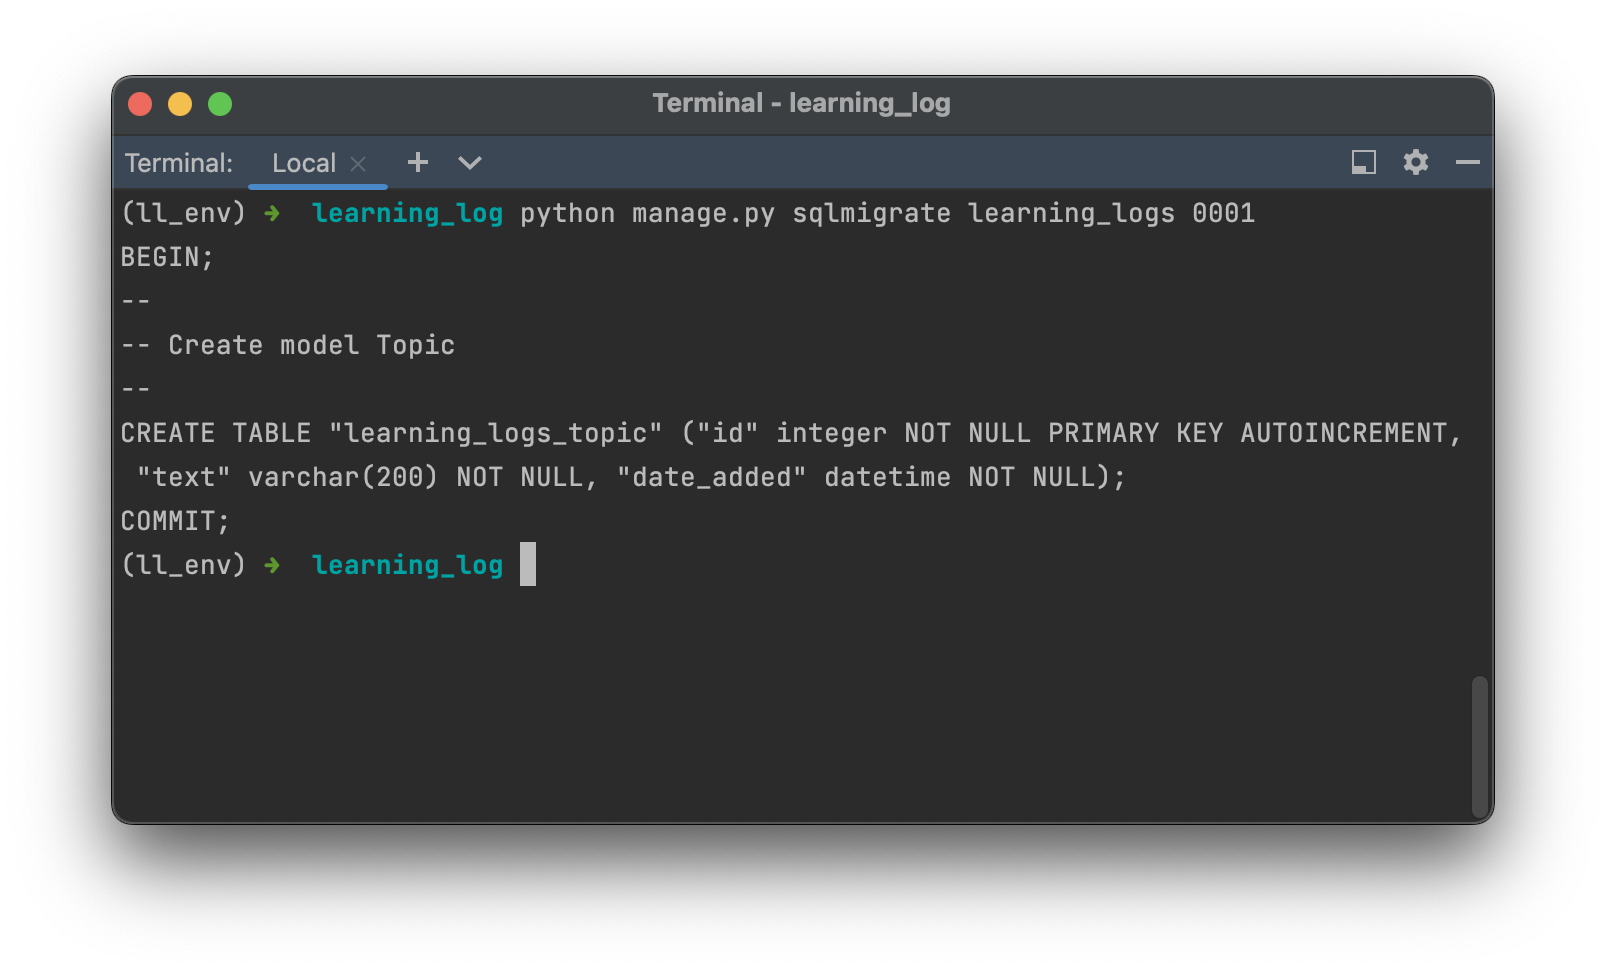 Terminal - learning_log
Terminal: Local
(ll_env) ➜ learning_log python manage.py sqlmigrate learning_logs 0001
BEGIN;
--
-- Create model Topic
--
CREATE TABLE "learning_logs_topic" ("id" integer NOT NULL PRIMARY KEY AUTOINCREMENT,
"text" varchar(200) NOT NULL, "date_added" datetime NOT NULL);
COMMIT;
(ll_env) ➜ learning_log